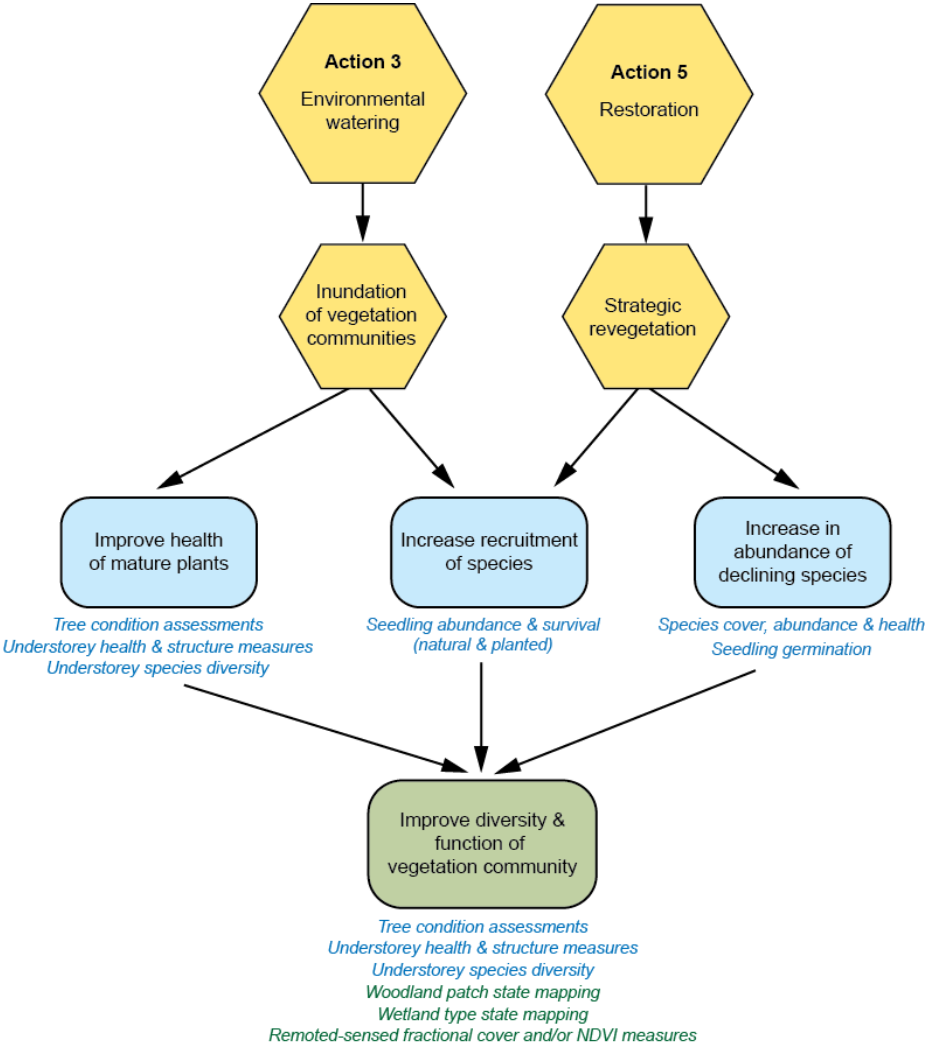 Action 3
Environmental
watering
Action 5
Restoration
Inundation
of vegetation
communities
Strategic
revegetation
Improve health
of mature plants
Increase recruitment
of species
Increase in
abundance of
declining species
Tree condition assessments
Understorey health & structure measures
Understorey species diversity
Seedling abundance & survival
(natural & planted)
Species cover, abundance & health
Seedling germination
Improve diversity &
function of
vegetation community
Tree condition assessments
Understorey health & structure measures
Understorey species diversity
Woodland patch state mapping
Wetland type state mapping
Remoted-sensed fractional cover and/or NDVI measures